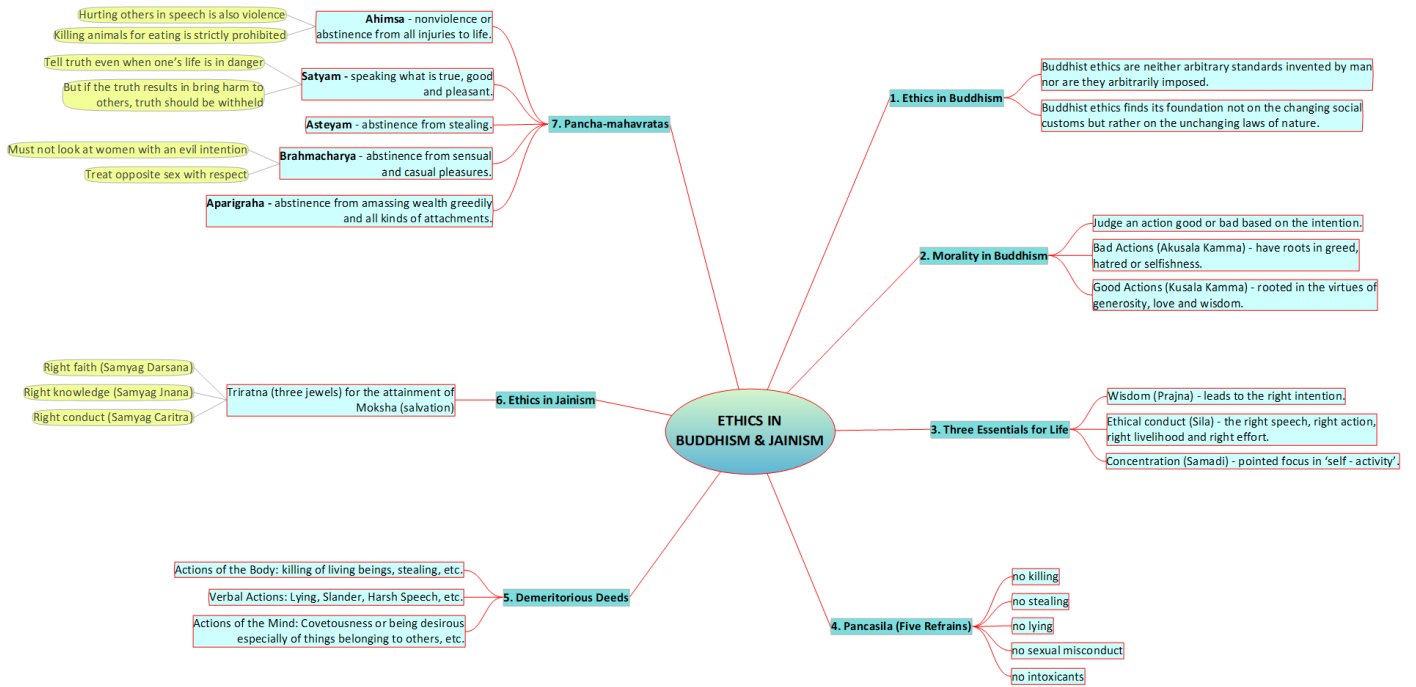 ETHICS IN
BUDDHISM & JAINISM
1. Ethics in Buddhism
Buddhist ethics are neither arbitrary standards invented by man
nor are they arbitrarily imposed.
Buddhist ethics finds its foundation not on the changing social
customs but rather on the unchanging laws of nature.
2. Morality in Buddhism
Judge an action good or bad based on the intention.
Bad Actions (Akusala Kamma) - have roots in greed,
hatred or selfishness.
Good Actions (Kusala Kamma) - rooted in the virtues of
generosity, love and wisdom.
3. Three Essentials for Life
Wisdom (Prajna) - leads to the right intention.
Ethical conduct (Sila) - the right speech, right action,
right livelihood and right effort.
Concentration (Samadi) - pointed focus in ‘self - activity’.
4. Pancasila (Five Refrains)
no killing
no stealing
no lying
no sexual misconduct
no intoxicants
5. Demeritorious Deeds
Actions of the Body: killing of living beings, stealing, etc.
Verbal Actions: Lying, Slander, Harsh Speech, etc.
Actions of the Mind: Covetousness or being desirous
especially of things belonging to others, etc.
6. Ethics in Jainism
Triratna (three jewels) for the attainment of
Moksha (salvation)
Right faith (Samyag Darsana)
Right knowledge (Samyag Jnana)
Right conduct (Samyag Caritra)
7. Pancha-mahavratas
Ahimsa - nonviolence or
abstinence from all injuries to life.
Hurting others in speech is also violence
Killing animals for eating is strictly prohibited
Satyam - speaking what is true, good
and pleasant.
Tell truth even when one’s life is in danger
But if the truth results in bring harm to
others, truth should be withheld
Asteyam - abstinence from stealing.
Brahmacharya - abstinence from sensual
and casual pleasures.
Must not look at women with an evil intention
Treat opposite sex with respect
Aparigraha - abstinence from amassing wealth greedily
and all kinds of attachments.